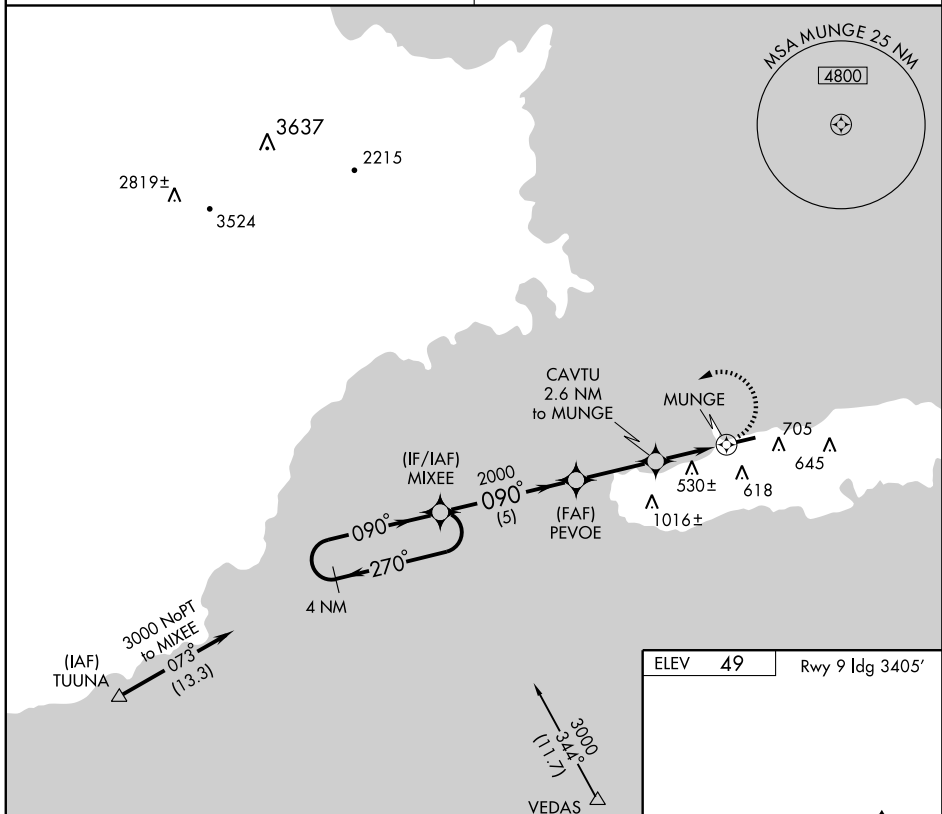 MSA MUNGE 25 NM
4800
3637
2215
2819±
3524
CAVTU
2.6 NM
to MUNGE
MUNGE
705
645
(IF/IAF)
MIXEE
2000
090°
(5)
530±
618
(FAF)
PEVOE
1016±
090°
270°
4 NM
3000 NoPT
to MIXEE
073°
(13.3)
(IAF)
TUUNA
ELEV 49
Rwy 9 ldg 3405'
3000
344°
(11.7)
VEDAS